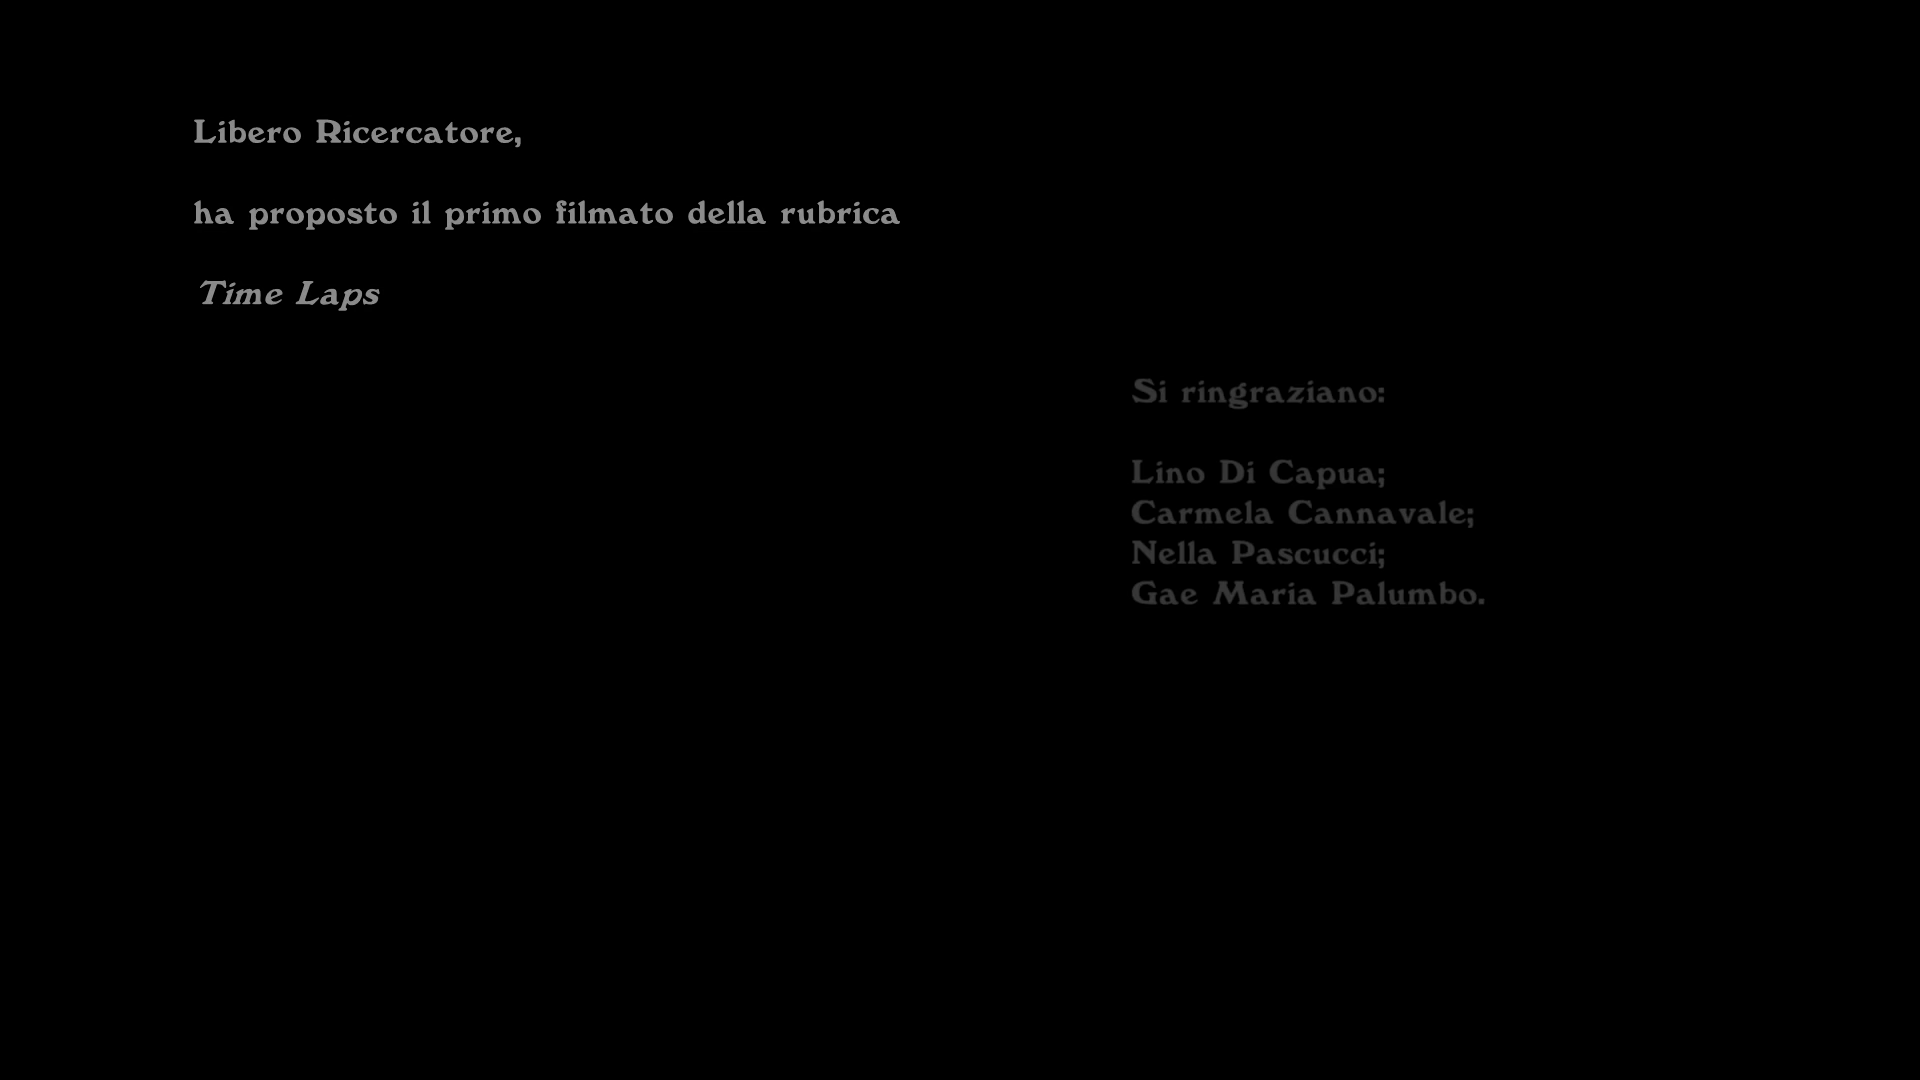 Libero Ricercatore,
ha proposto il primo filmato della rubrica
Time Laps
Si ringraziano:
Lino Di Capua;
Carmela Cannavale;
Nella Pascucci;
Gae Maria Palumbo.